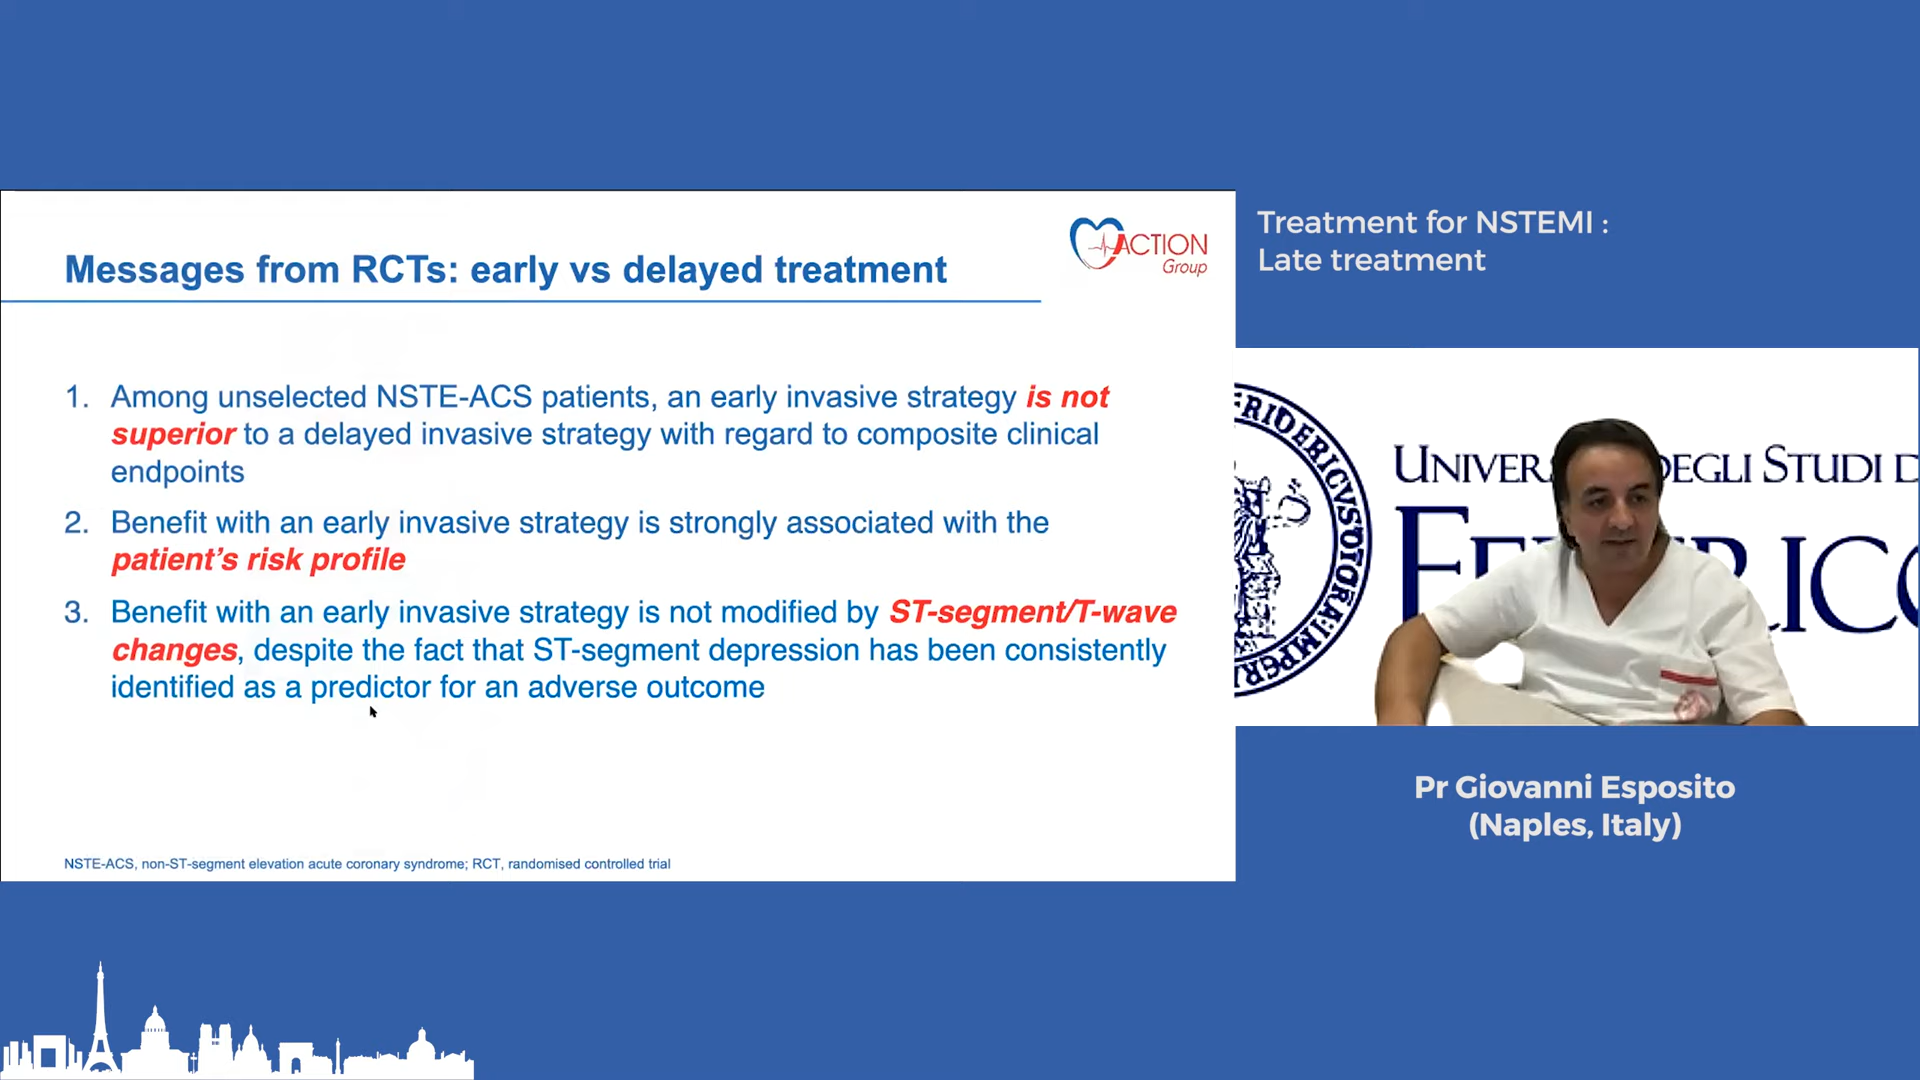 Messages from RCTs: early vs delayed treatment
ACTION
Group
1. Among unselected NSTE-ACS patients, an early invasive strategy is not
superior to a delayed invasive strategy with regard to composite clinical
endpoints
2. Benefit with an early invasive strategy is strongly associated with the
patient's risk profile
3. Benefit with an early invasive strategy is not modified by ST-segment/T-wave
changes, despite the fact that ST-segment depression has been consistently
identified as a predictor for an adverse outcome
NSTE-ACS, non-ST-segment elevation acute coronary syndrome; RCT, randomised controlled trial
Treatment for NSTEMI :
Late treatment
DEGLI STUDI D
Pr Giovanni Esposito
(Naples, Italy)